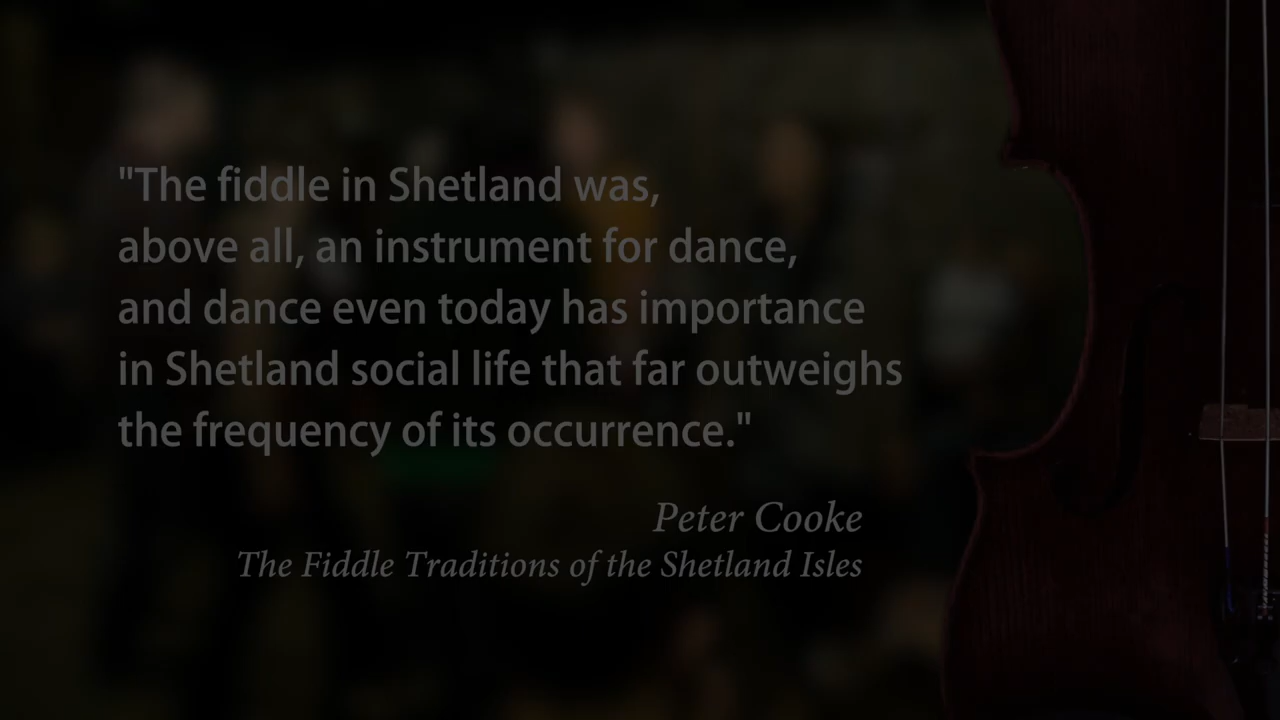 "The fiddle in Shetland was,
above all, an instrument for dance,
and dance even today has importance
in Shetland social life that far outweighs
the frequency of its occurrence."
Peter Cooke
The Fiddle Traditions of the Shetland Isles